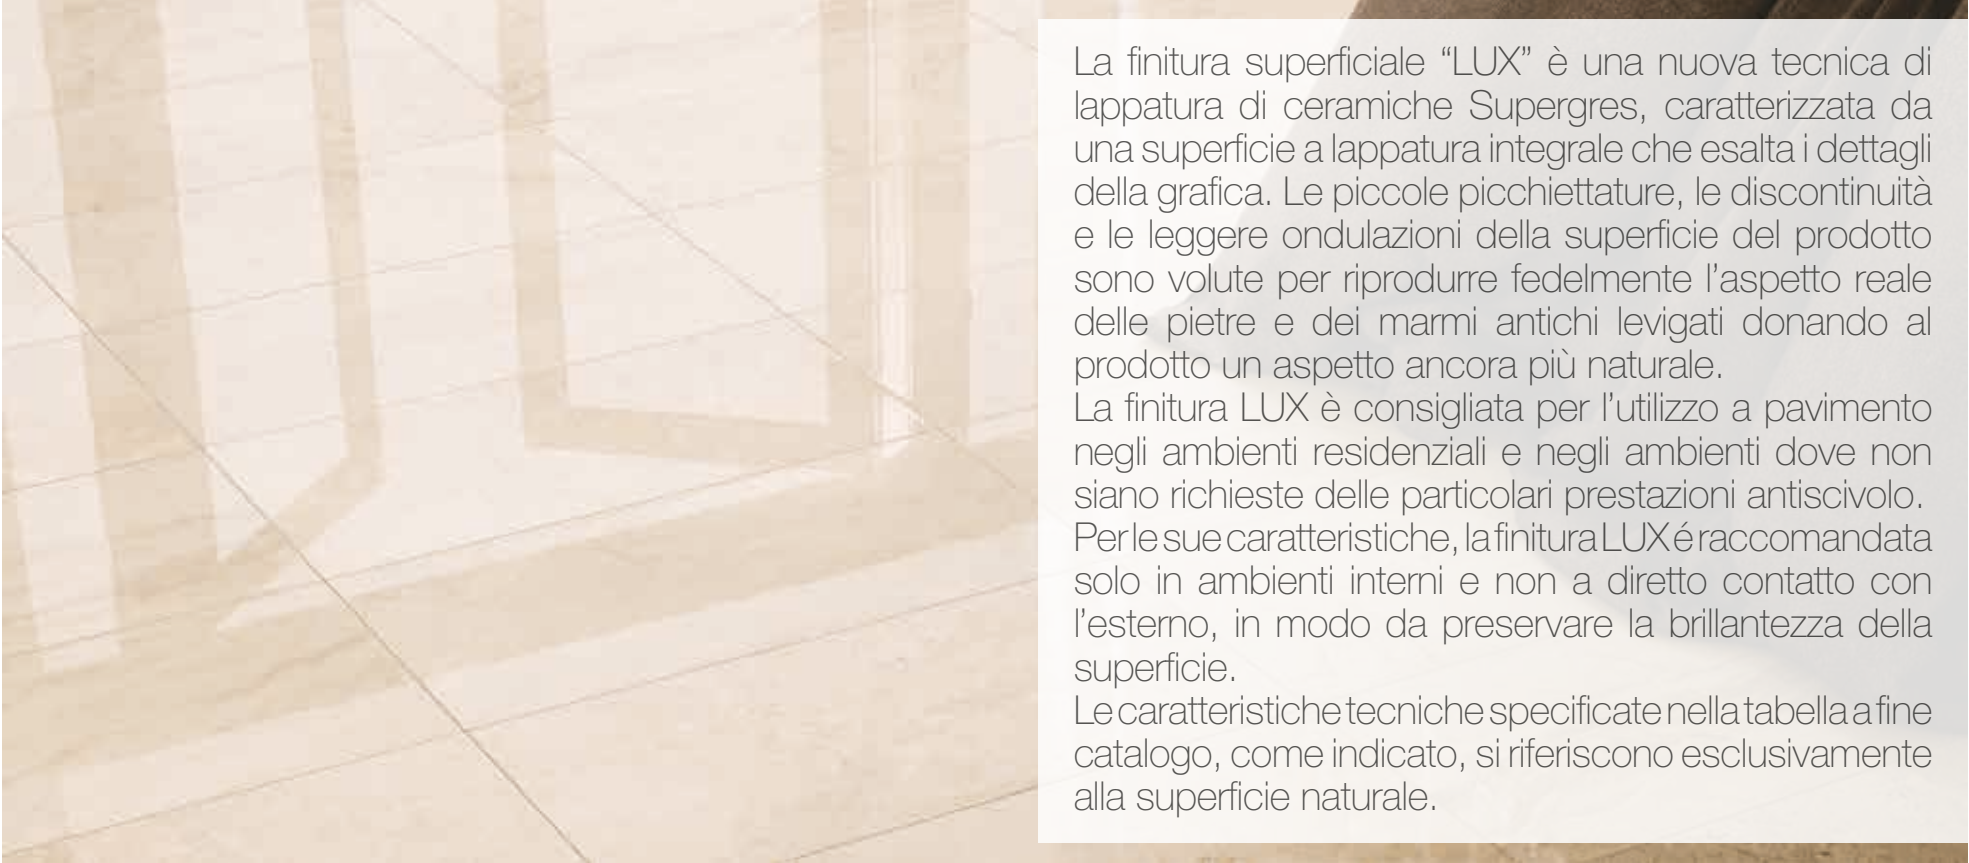 La finitura superficiale “LUX” è una nuova tecnica di
lappatura di ceramiche Supergres, caratterizzata da
una superficie a lappatura integrale che esalta i dettagli
della grafica. Le piccole picchiettature, le discontinuità
e le leggere ondulazioni della superficie del prodotto
sono volute per riprodurre fedelmente l’aspetto reale
delle pietre e dei marmi antichi levigati donando al
prodotto un aspetto ancora più naturale.
La finitura LUX è consigliata per l’utilizzo a pavimento
negli ambienti residenziali e negli ambienti dove non
siano richieste delle particolari prestazioni antiscivolo.
Per le sue caratteristiche, la finitura LUX é raccomandata
solo in ambienti interni e non a diretto contatto con
l’esterno, in modo da preservare la brillantezza della
superficie.
Le caratteristiche tecniche specificate nella tabella a fine
catalogo, come indicato, si riferiscono esclusivamente
alla superficie naturale.